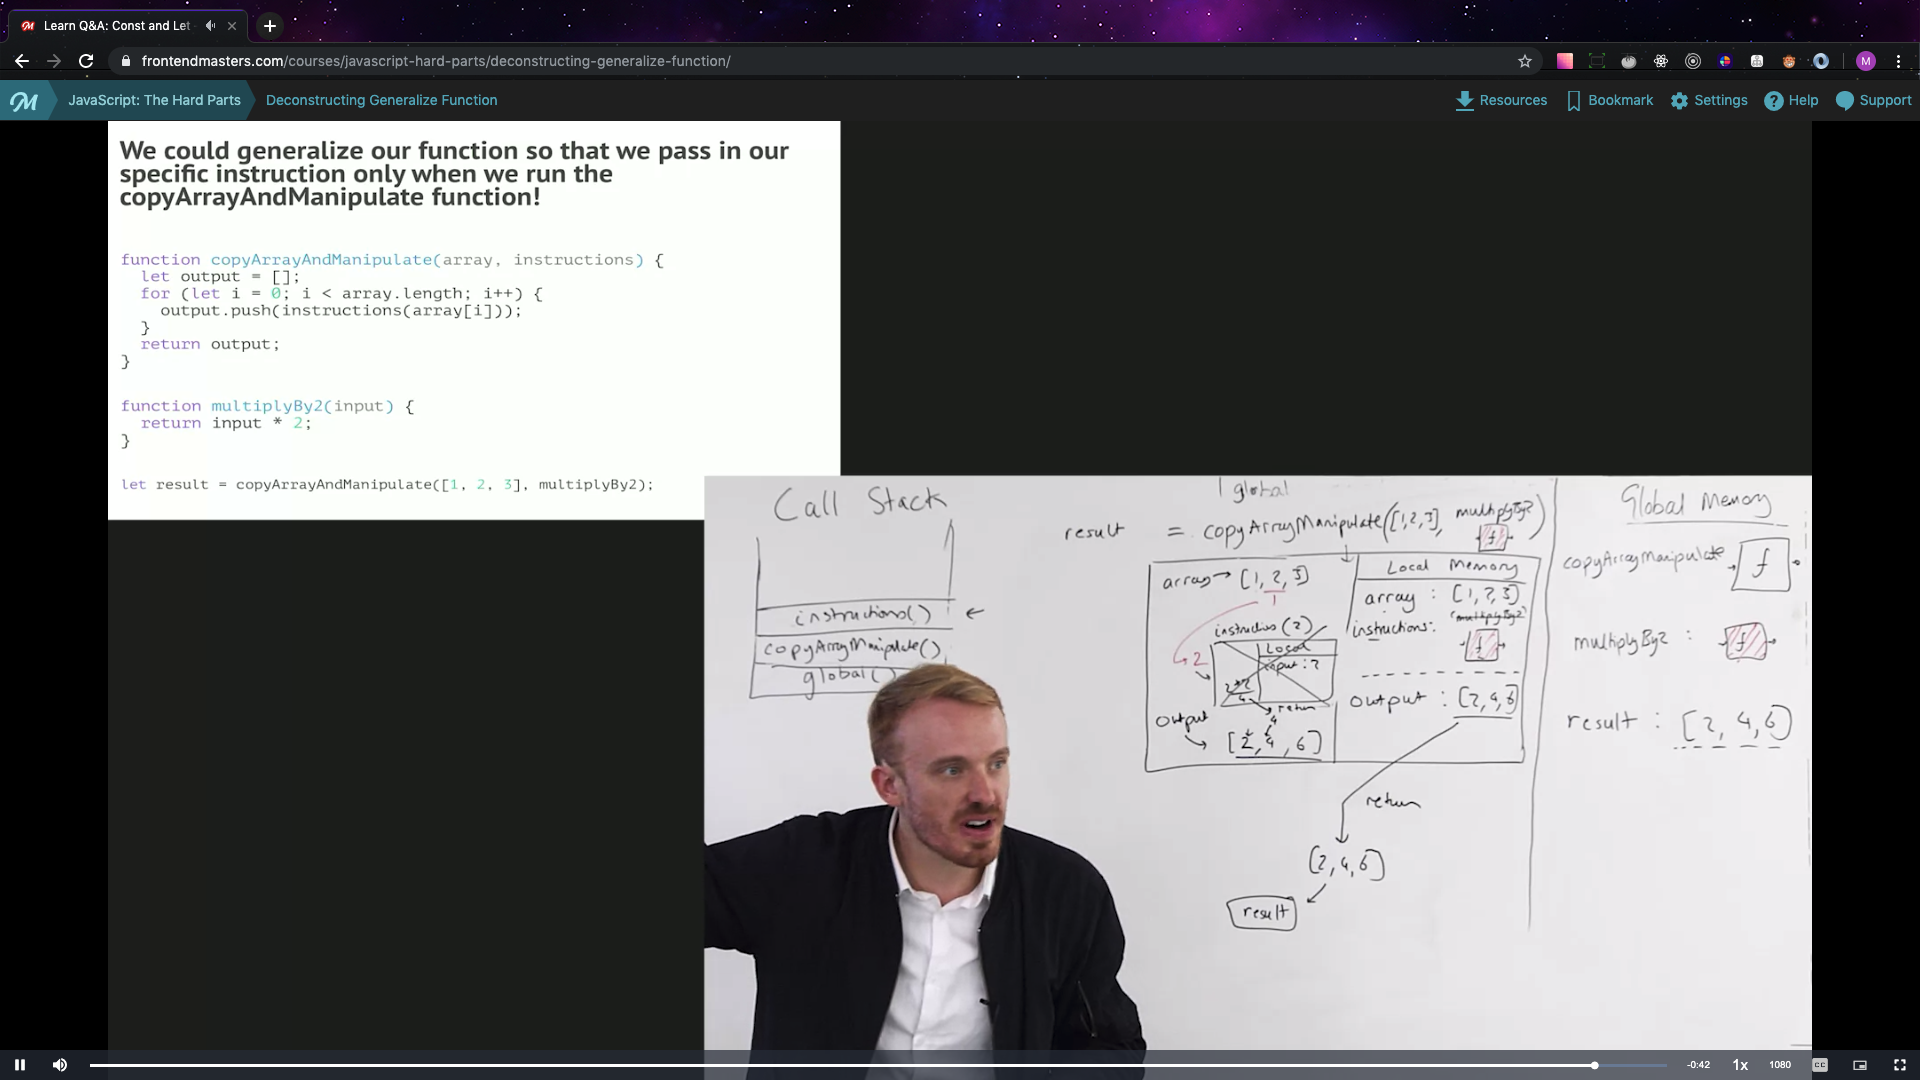 Learn Q&A: Const and Let
frontendmasters.com/courses/javascript-hard-parts/deconstructing-generalize-function/
M
JavaScript: The Hard Parts
Deconstructing Generalize Function
Resources
Bookmark
Settings
Help
Support
We could generalize our function so that we pass in our
specific instruction only when we run the
copyArrayAndManipulate function!
function copyArrayAndManipulate(array, instructions) {
let output = [];
for (let i = 0; i < array.length; i++) {
output.push(instructions(array[i]));
}
return output;
}
function multiplyBy2(input) {
return input * 2;
}
let result = copyArrayAndManipulate([1, 2, 3], multiplyBy2);
Call Stack
instructions() ←
copyArrayManipulate()
global()
global
result = copyArrayManipulate([1,2,3], multiplyBy2)
f
array → [1, 2, 3]
1
instructions (2)
Local
input : 2
2
2*2
4
return
4
output
[2, 4, 6]
Local Memory
array : [1, 2, 3]
(multiplyBy2)
instructions: f
output : [2,4,6]
return
[2,4,6]
result
Global Memory
copyArrayManipulate f
multiplyBy2 : f
result : [2, 4, 6]
-0:42
1x
1080
CC